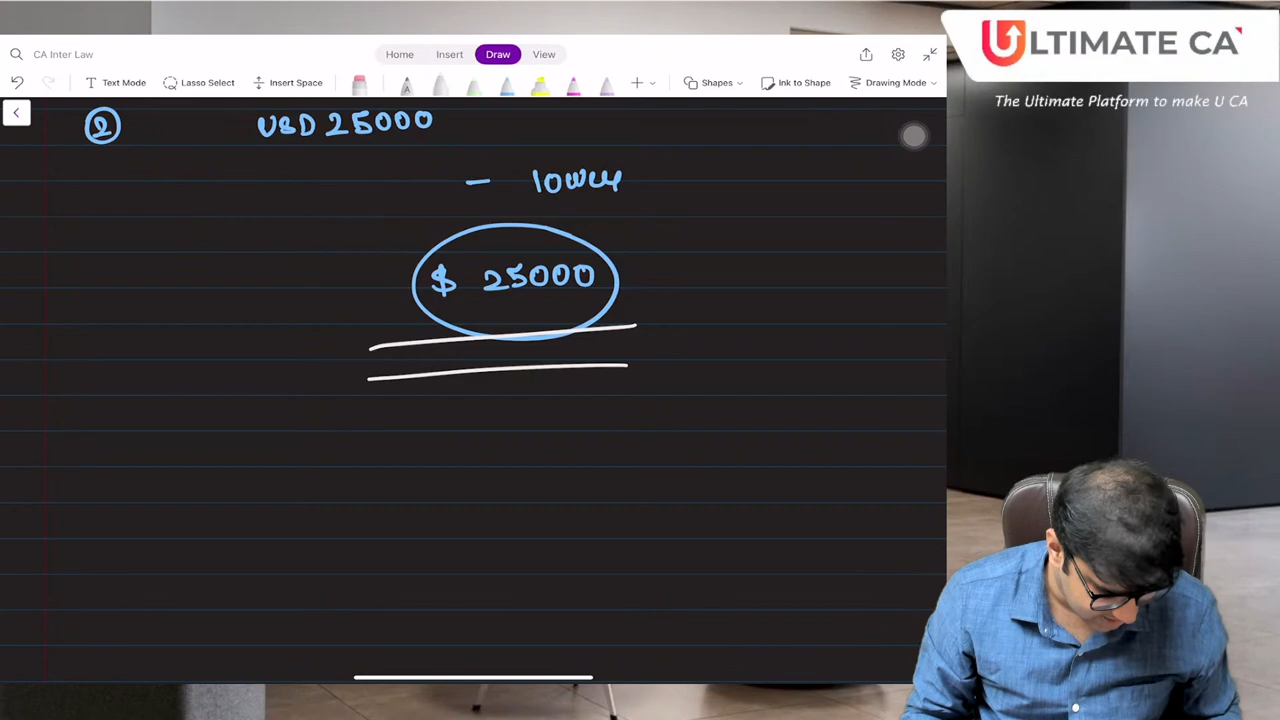 ULTIMATE CA
The Ultimate Platform to make U CA
CA Inter Law
Home Insert Draw View
Text Mode Lasso Select Insert Space Shapes Ink to Shape Drawing Mode
② USD 25000
- lower
$ 25000